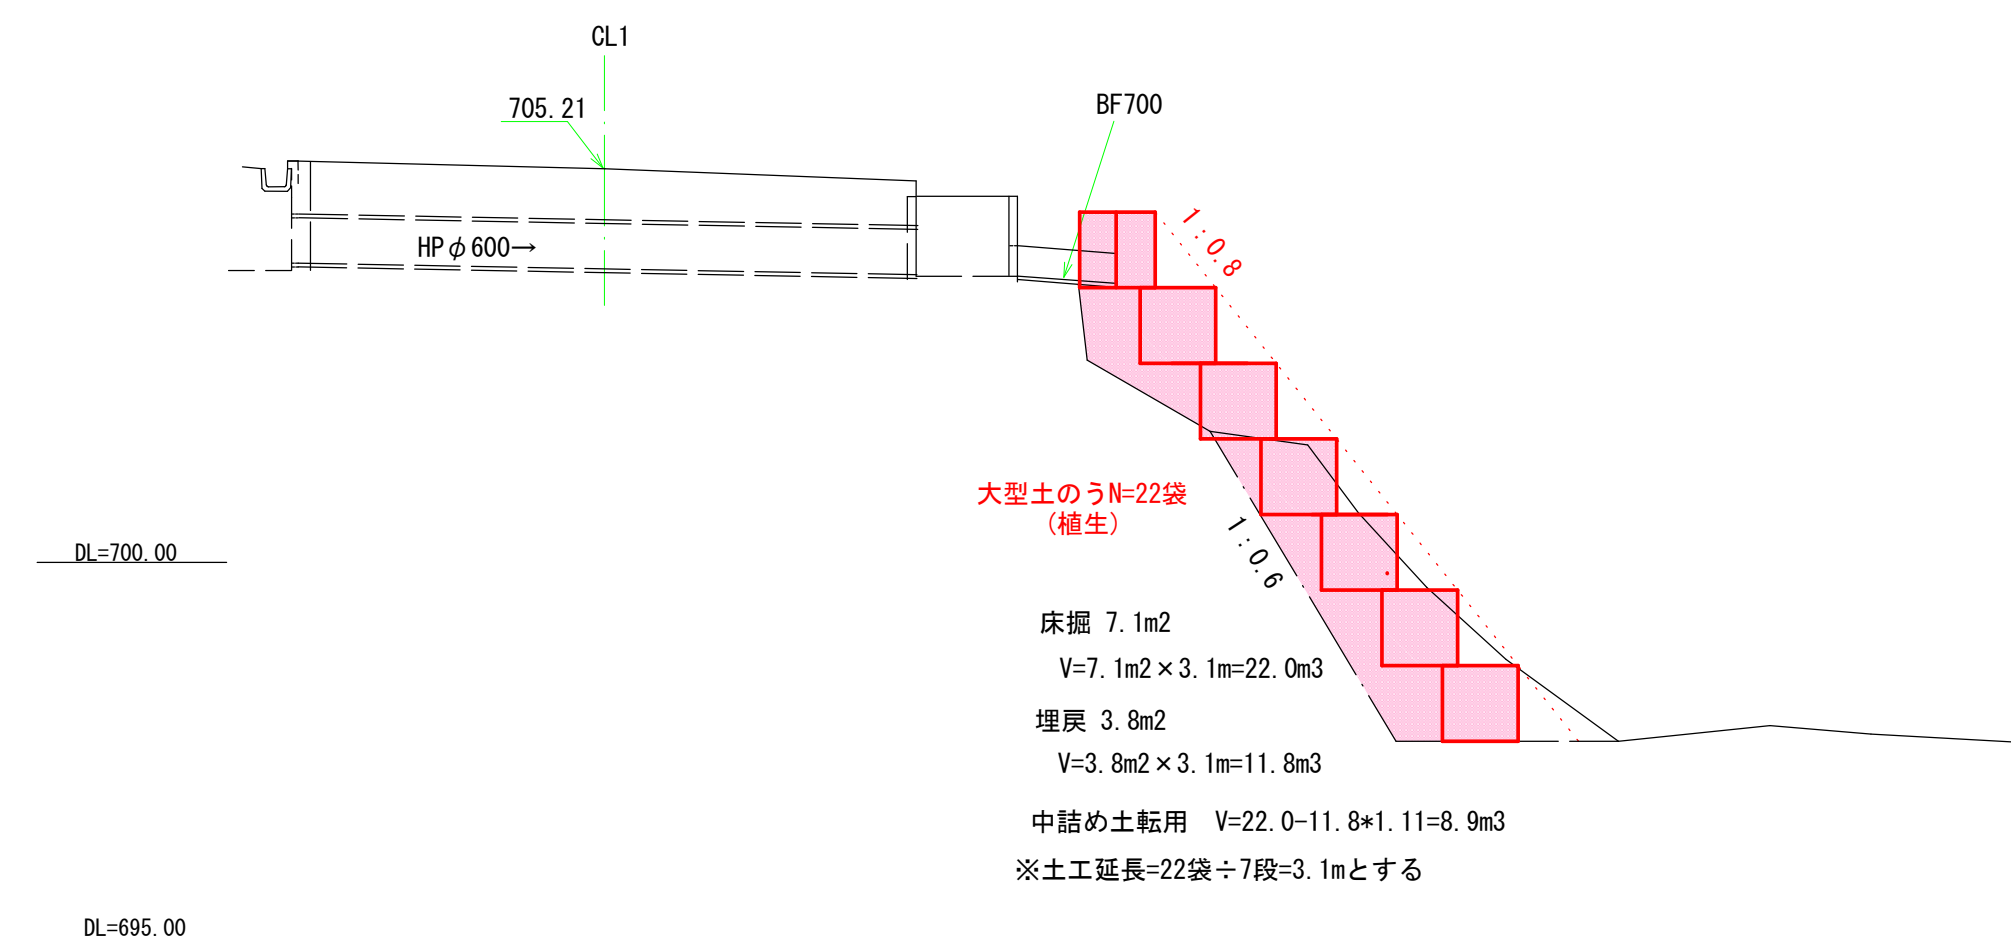 CL1
705.21
BF700
1:0.8
HPφ600→
大型土のうN=22袋
(植生)
1:0.6
DL=700.00
床掘 7.1m2
V=7.1m2×3.1m=22.0m3
埋戻 3.8m2
V=3.8m2×3.1m=11.8m3
中詰め土転用 V=22.0-11.8*1.11=8.9m3
※土工延長=22袋÷7段=3.1mとする
DL=695.00